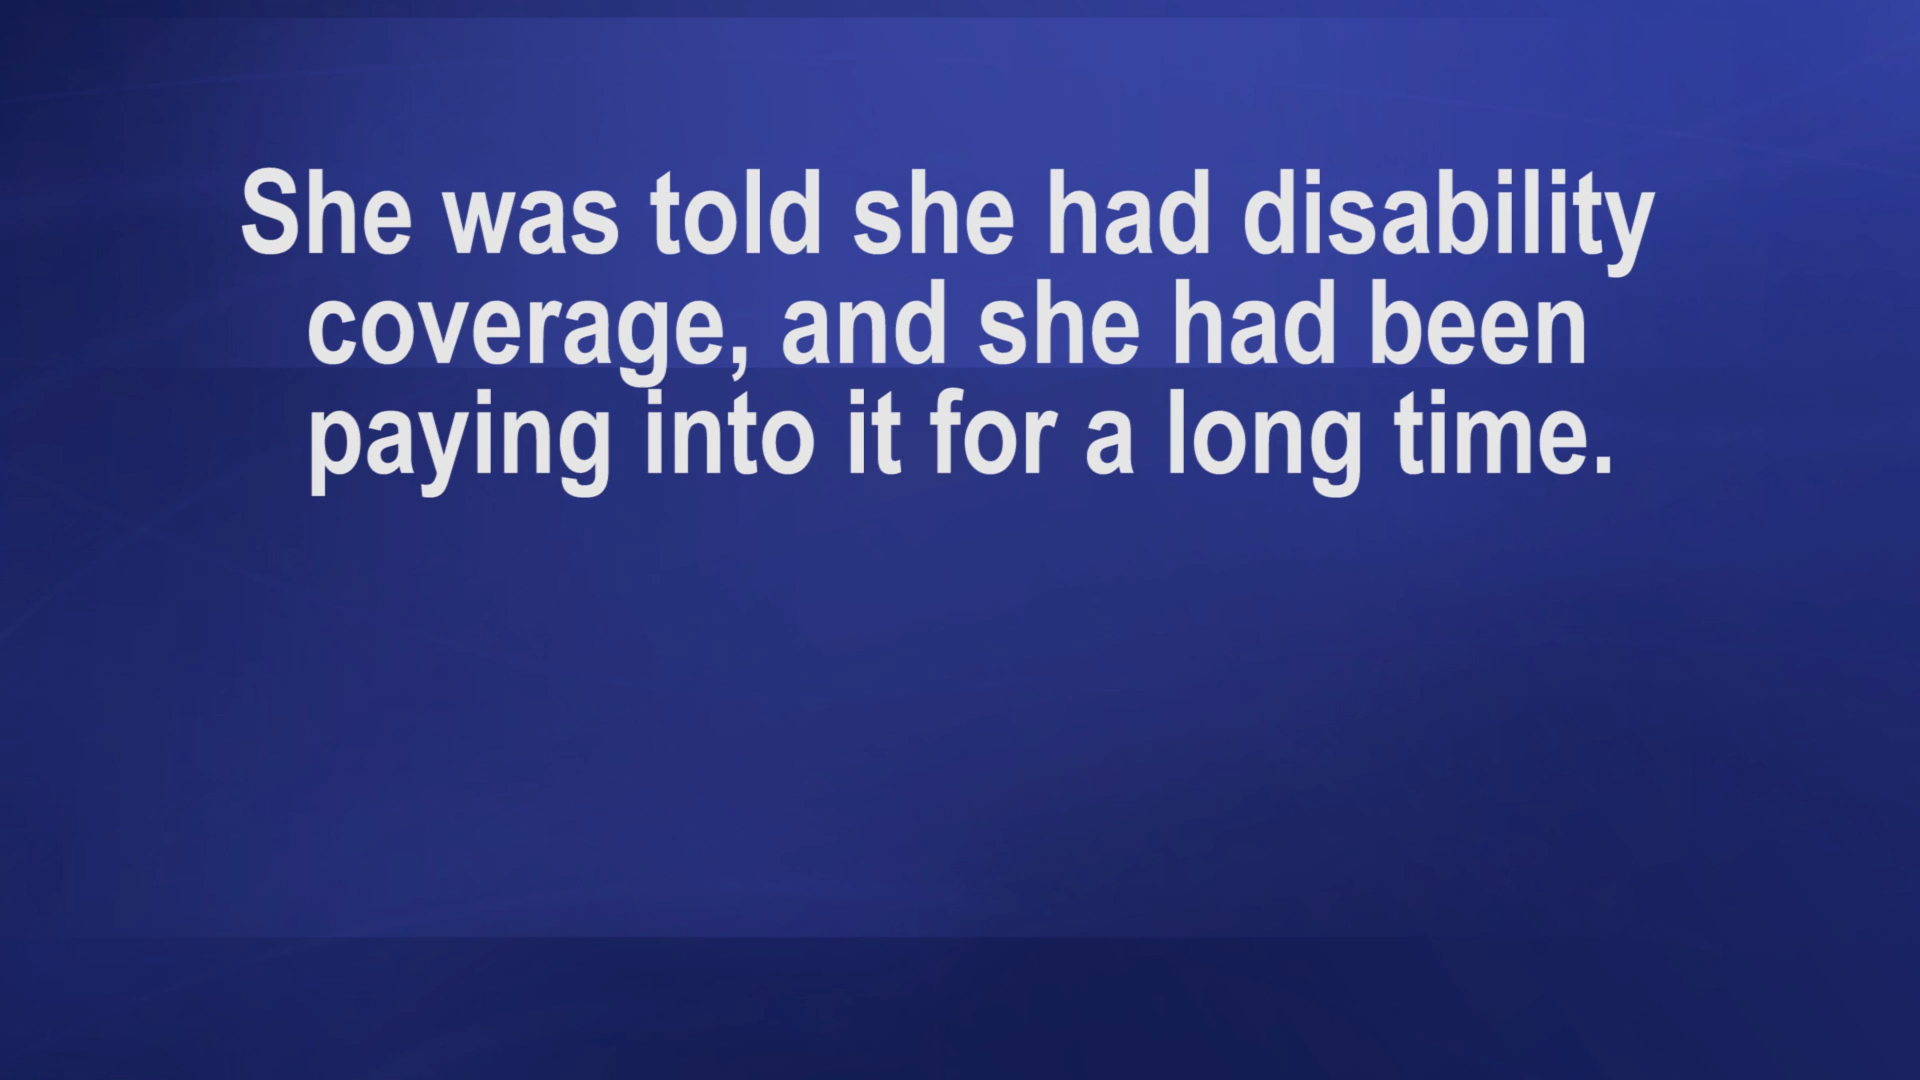 She was told she had disability
coverage, and she had been
paying into it for a long time.